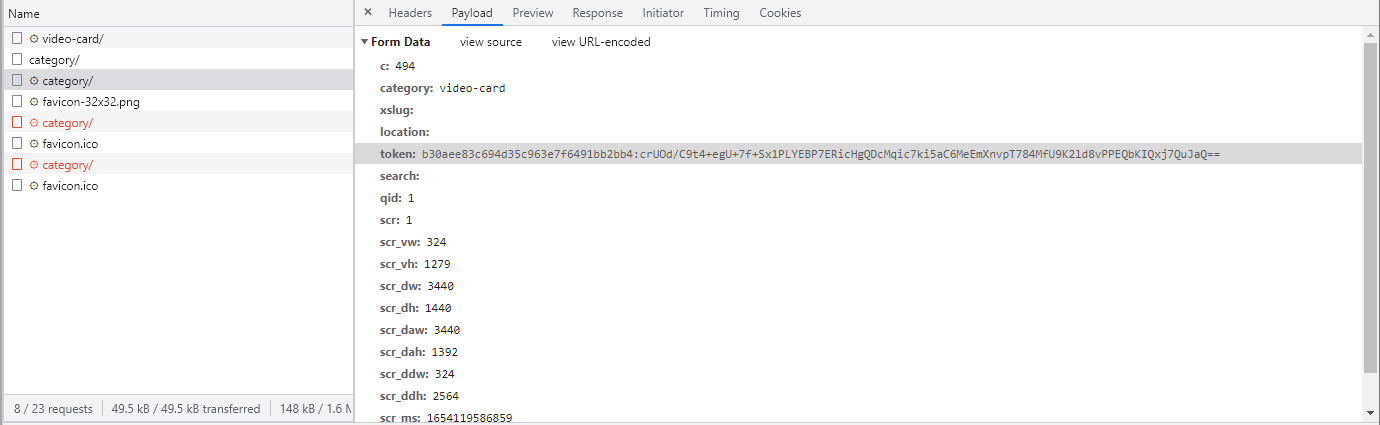 Name
video-card/
category/
category/
favicon-32x32.png
category/
favicon.ico
category/
favicon.ico
8 / 23 requests 49.5 kB / 49.5 kB transferred 148 kB / 1.6 M
× Headers Payload Preview Response Initiator Timing Cookies
▼ Form Data view source view URL-encoded
c: 494
category: video-card
xslug:
location:
token: b30aee83c694d35c963e7f6491bb2bb4:crUOd/C9t4+egU+7f+Sx1PLYEBP7ERicHgQDcMqic7ki5aC6MeEmXnvpT784MfU9K2ld8vPPEQbKIQxj7QuJaQ==
search:
qid: 1
scr: 1
scr_vw: 324
scr_vh: 1279
scr_dw: 3440
scr_dh: 1440
scr_daw: 3440
scr_dah: 1392
scr_ddw: 324
scr_ddh: 2564
scr_ms: 1654119586859